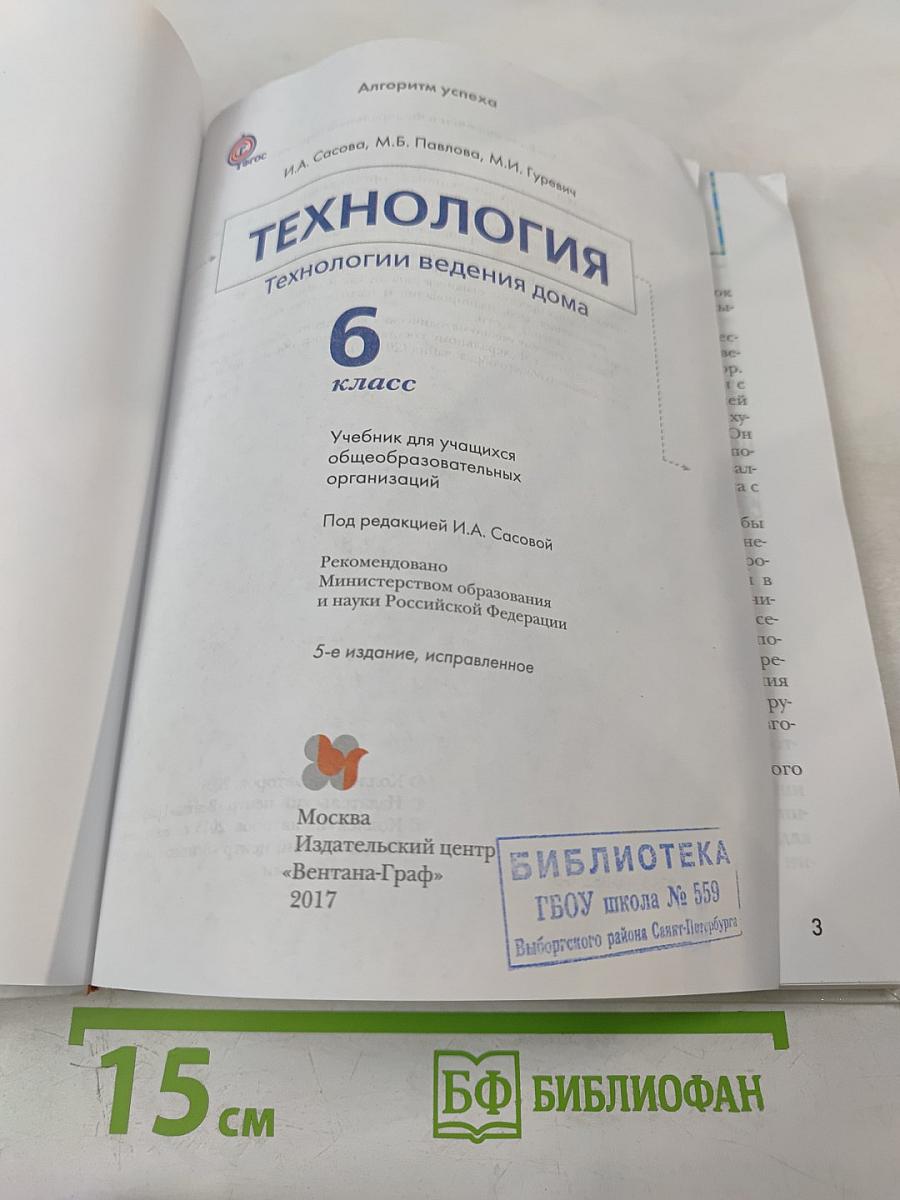 Алгоритм успеха
ФГОС
И.А. Сасова, М.Б. Павлова, М.И. Гуревич
ТЕХНОЛОГИЯ
Технологии ведения дома
6
класс
Учебник для учащихся
общеобразовательных
организаций
Под редакцией И.А. Сасовой
Рекомендовано
Министерством образования
и науки Российской Федерации
5-е издание, исправленное
Москва
Издательский центр
«Вентана-Граф»
2017
БИБЛИОТЕКА
ГБОУ школа № 559
Выборгского района Санкт-Петербурга
3
15 см
БФ БИБЛИОФАН